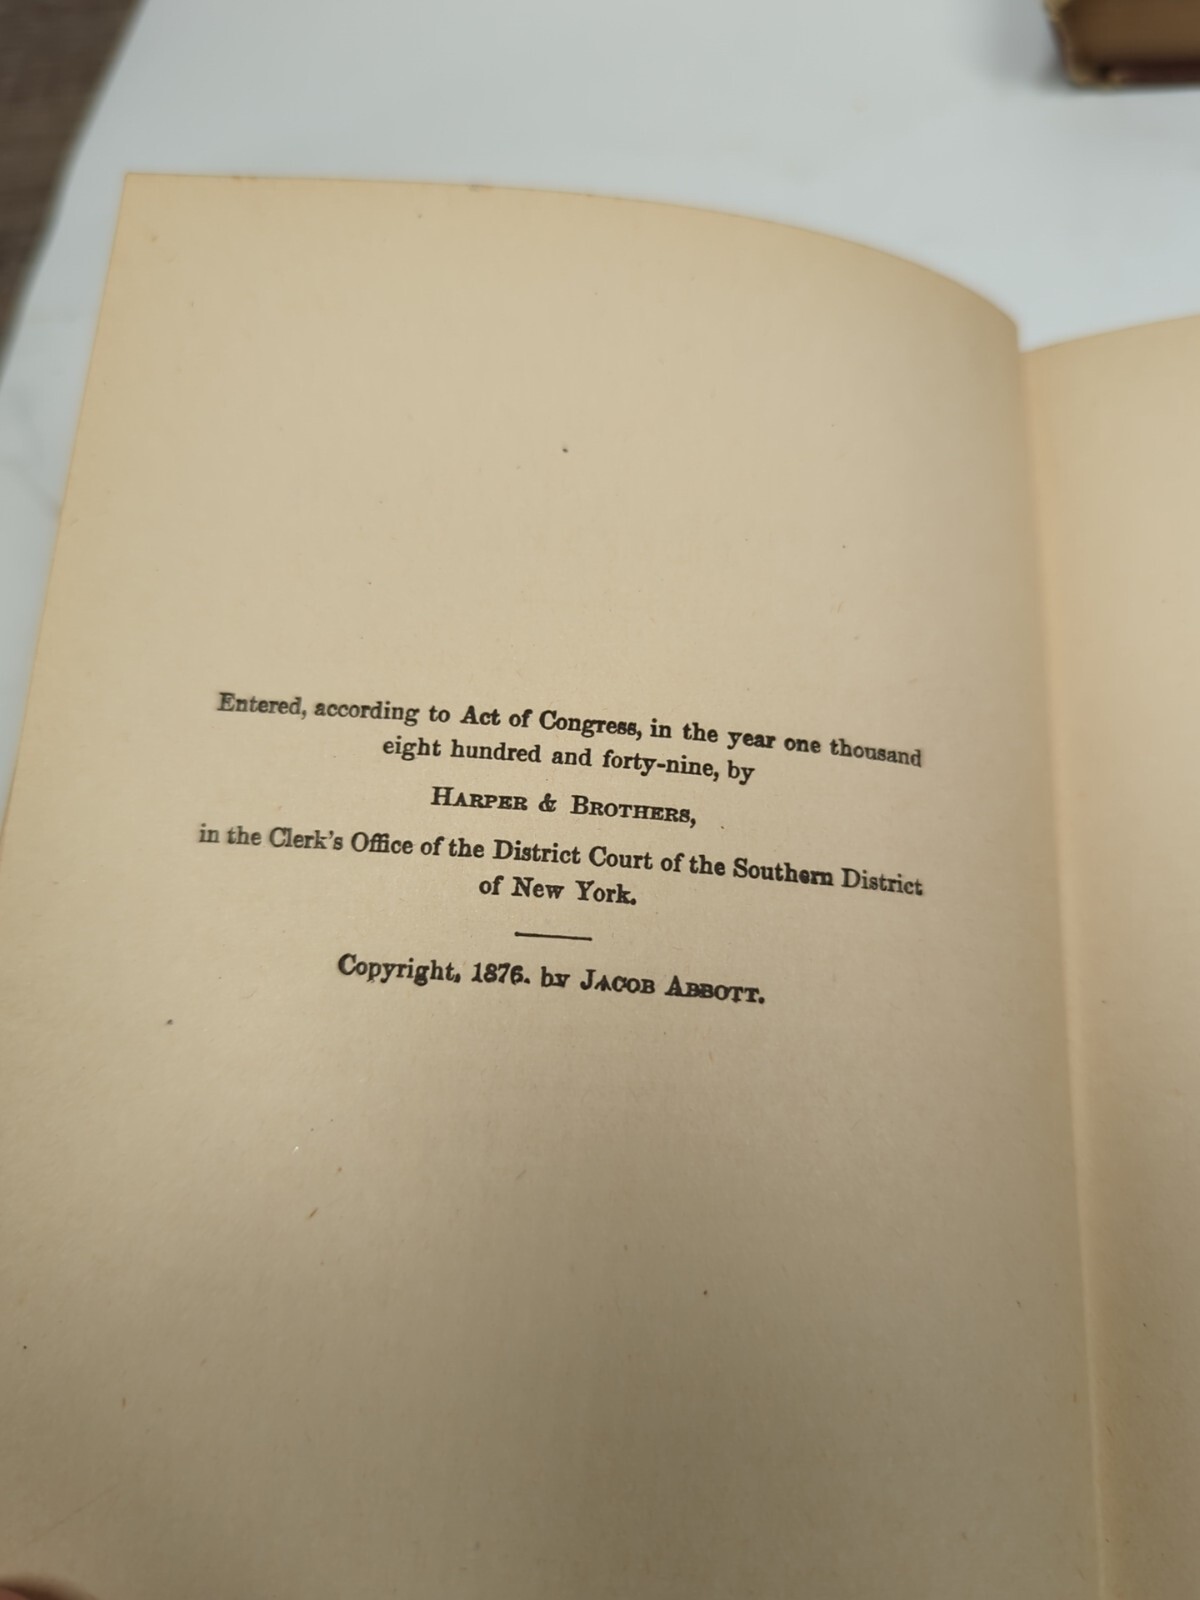 Entered, according to Act of Congress, in the year one thousand
eight hundred and forty-nine, by
HARPER & BROTHERS,
in the Clerk's Office of the District Court of the Southern District
of New York.
Copyright, 1876. by JACOB ABBOTT.